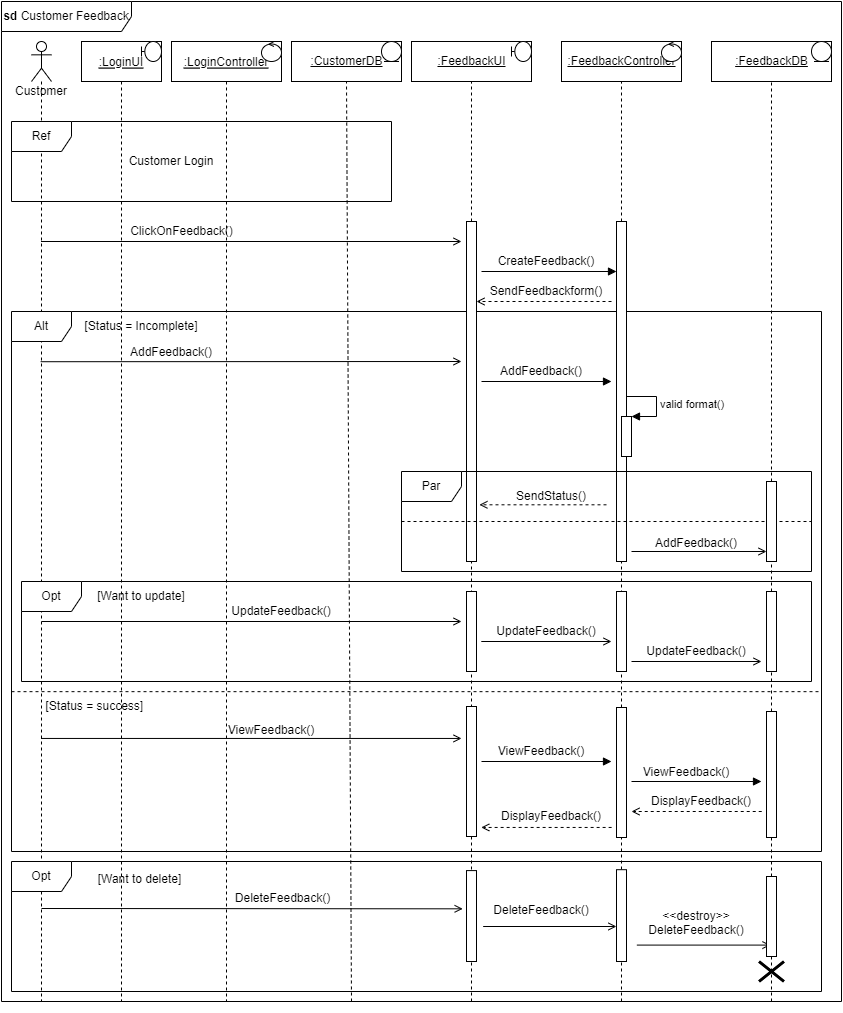 sd Customer Feedback
:LoginUI
:LoginController
:CustomerDB
:FeedbackUI
:FeedbackController
:FeedbackDB
Customer
Ref
Customer Login
ClickOnFeedback()
CreateFeedback()
SendFeedbackform()
Alt
[Status = Incomplete]
AddFeedback()
AddFeedback()
valid format()
Par
SendStatus()
AddFeedback()
Opt
[Want to update]
UpdateFeedback()
UpdateFeedback()
UpdateFeedback()
[Status = success]
ViewFeedback()
ViewFeedback()
ViewFeedback()
DisplayFeedback()
DisplayFeedback()
Opt
[Want to delete]
DeleteFeedback()
DeleteFeedback()
<<destroy>>
DeleteFeedback()